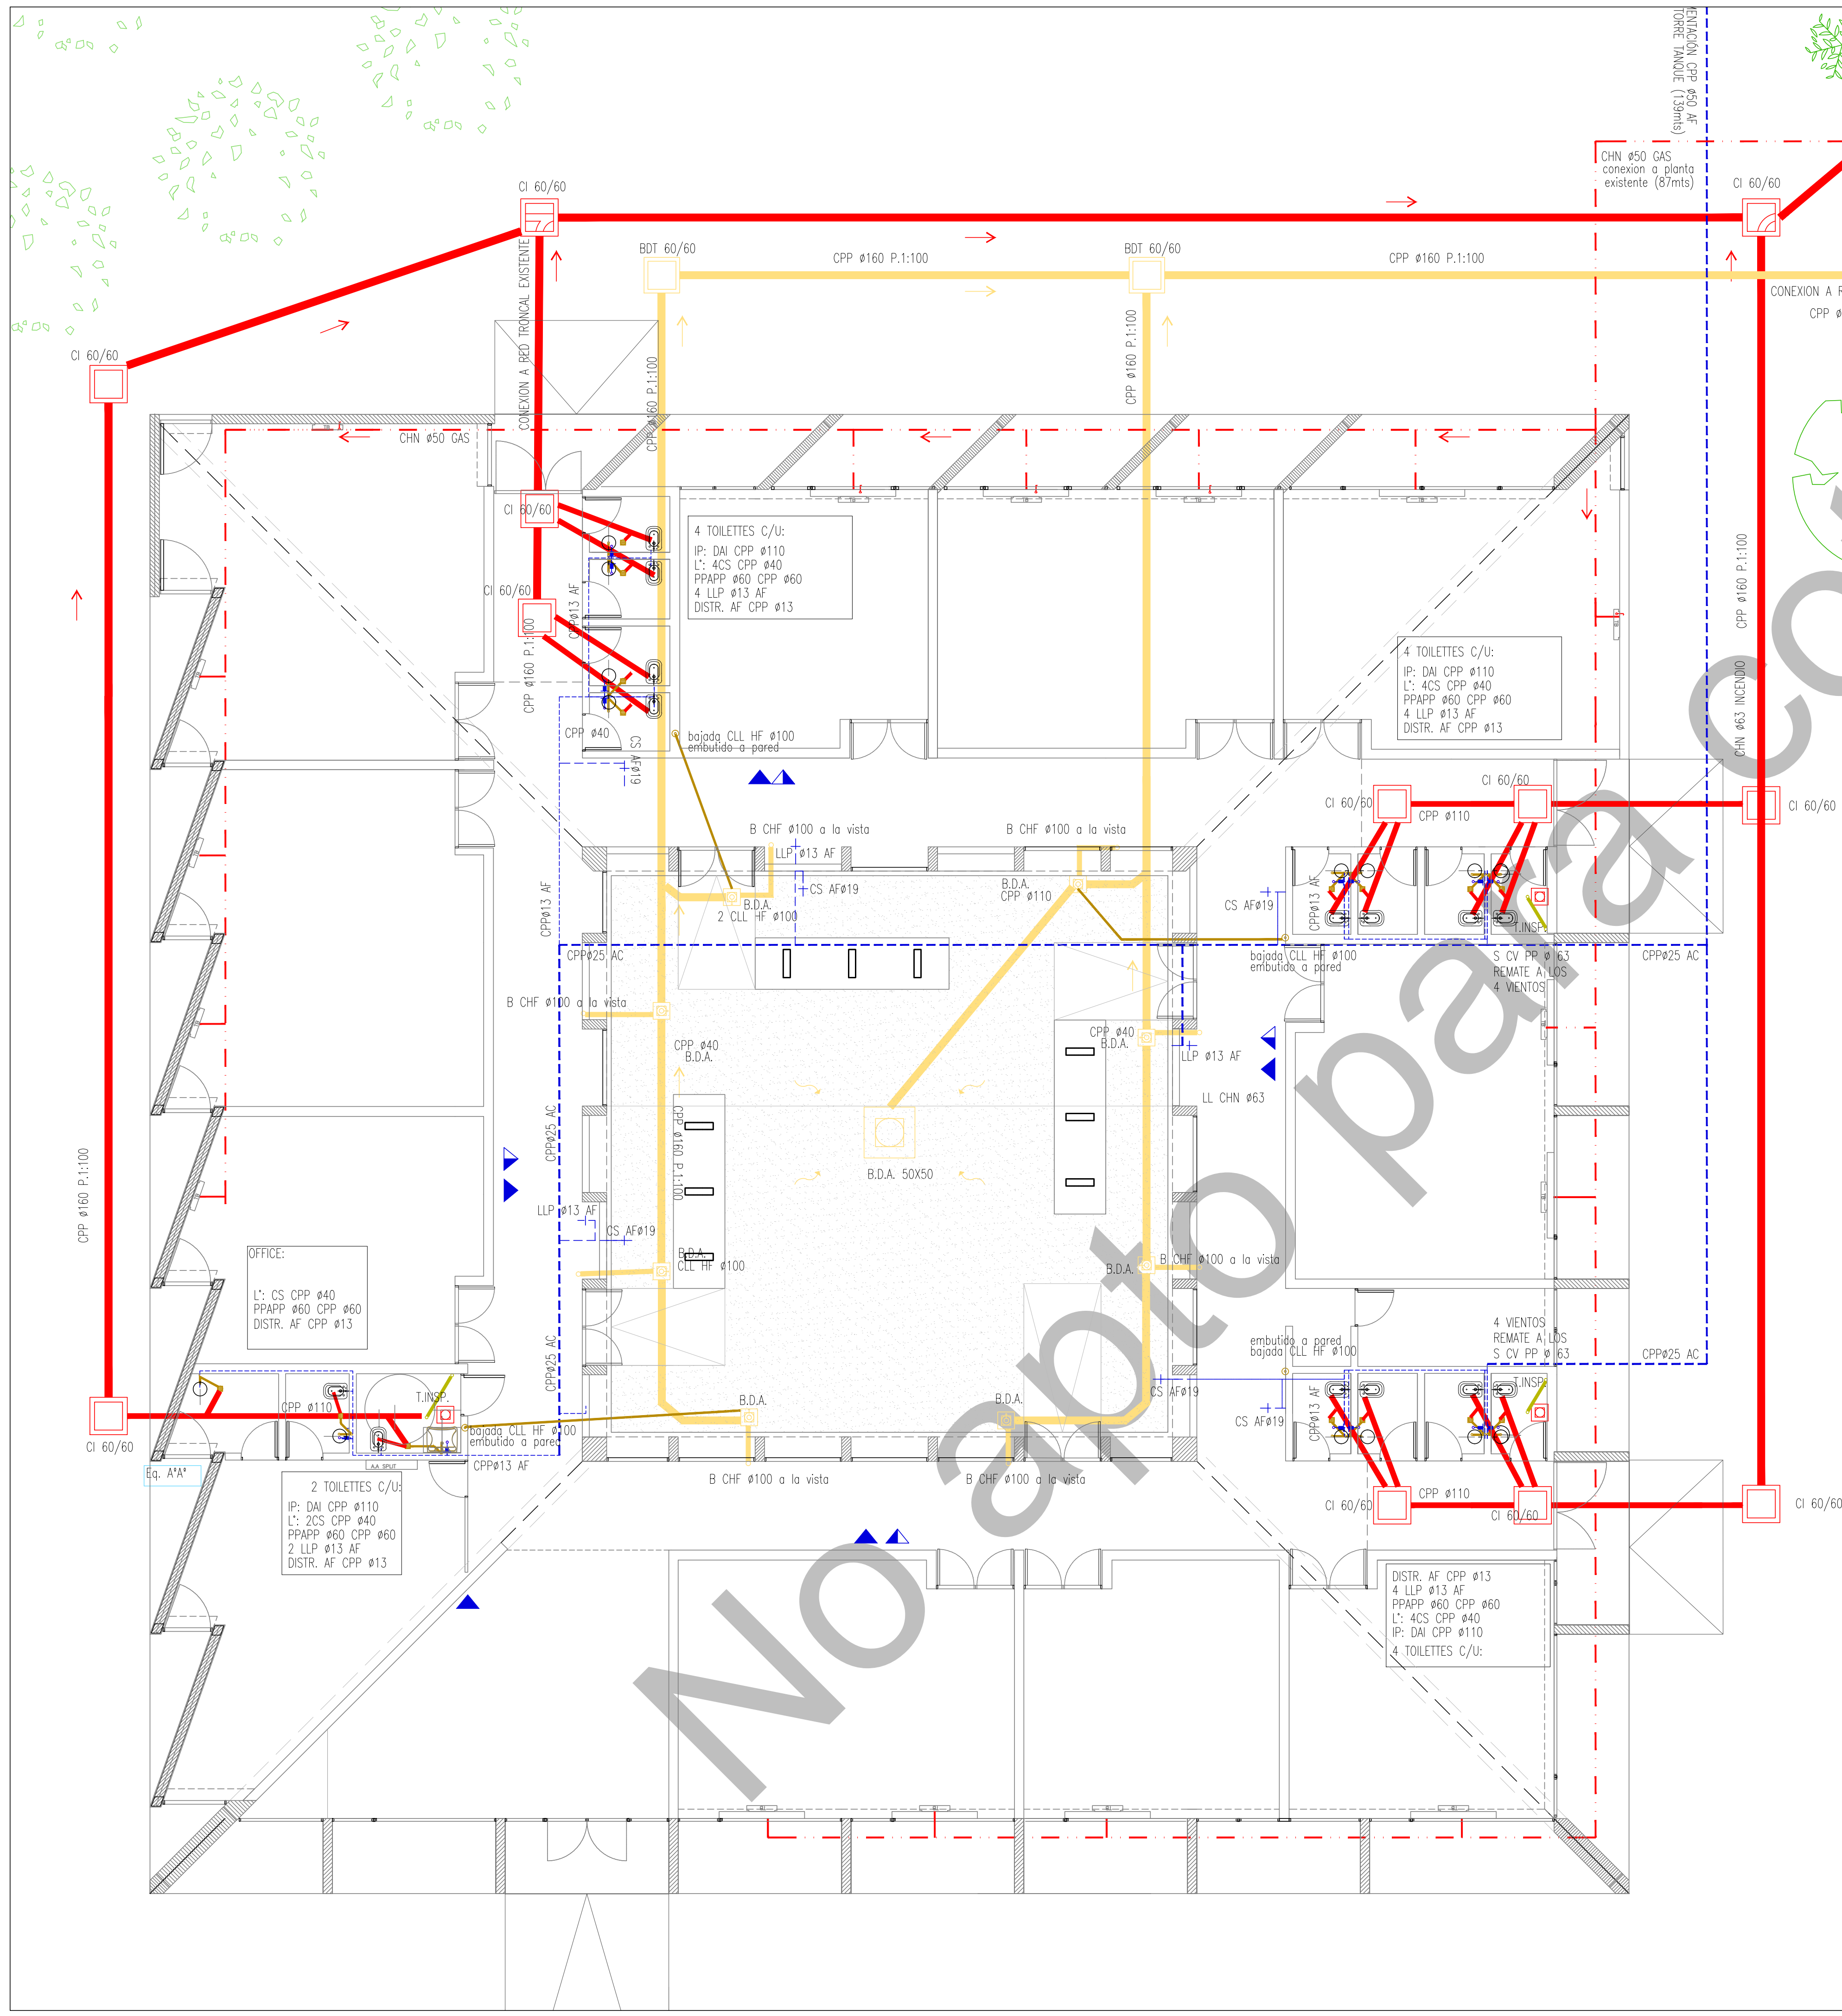 MENTACIÓN CPP ø50 AF
TORRE TANQUE (139mts)
CHN ø50 GAS
conexion a planta
existente (87mts)
CI 60/60
CI 60/60
BDT 60/60
BDT 60/60
CPP ø160 P.1:100
CPP ø160 P.1:100
CONEXION A R
CPP ø
CONEXION A RED TRONCAL EXISTENTE
CPP ø160 P.1:100
CPP ø160 P.1:100
CI 60/60
CHN ø50 GAS
CI 60/60
CI 60/60
CPPø13 AF
CPP ø160 P.1:100
4 TOILETTES C/U:
IP: DAI CPP ø110
L°: 4CS CPP ø40
PPAPP ø60 CPP ø60
4 LLP ø13 AF
DISTR. AF CPP ø13
4 TOILETTES C/U:
IP: DAI CPP ø110
L°: 4CS CPP ø40
PPAPP ø60 CPP ø60
4 LLP ø13 AF
DISTR. AF CPP ø13
CPP ø160 P.1:100
CHN ø63 INCENDIO
CPP ø40
CS AFø19
bajada CLL HF ø100
embutido a pared
CI 60/60
CI 60/60
CPP ø110
CI 60/60
B CHF ø100 a la vista
B CHF ø100 a la vista
LLP ø13 AF
CS AFø19
B.D.A.
2 CLL HF ø100
B.D.A.
CPP ø110
CPPø13 AF
CS AFø19
CPPø13 AF
T.INSP.
CPPø25 AC
bajada CLL HF ø100
embutido a pared
S CV PP ø 63
REMATE A LOS
4 VIENTOS
CPPø25 AC
B CHF ø100 a la vista
CPP ø40
B.D.A.
CPP ø40
B.D.A.
LLP ø13 AF
LL CHN ø63
CPP ø160 P.1:100
CPPø25 AC
CPP ø160 P.1:100
B.D.A. 50X50
LLP ø13 AF
CS AFø19
B.D.A.
CLL HF ø100
B CHF ø100 a la vista
B.D.A.
OFFICE:
L°: CS CPP ø40
PPAPP ø60 CPP ø60
DISTR. AF CPP ø13
4 VIENTOS
REMATE A LOS
S CV PP ø 63
CPPø25 AC
embutido a pared
bajada CLL HF ø100
CPPø25 AC
CS AFø19
CS AFø19
CPPø13 AF
T.INSP.
T.INSP.
CPP ø110
B.D.A.
B.D.A.
bajada CLL HF ø100
embutido a pared
CI 60/60
CPPø13 AF
A.A SPLIT
Eq. A°A°
B CHF ø100 a la vista
B CHF ø100 a la vista
2 TOILETTES C/U:
IP: DAI CPP ø110
L°: 2CS CPP ø40
PPAPP ø60 CPP ø60
2 LLP ø13 AF
DISTR. AF CPP ø13
CI 60/60
CPP ø110
CI 60/60
CI 60/60
DISTR. AF CPP ø13
4 LLP ø13 AF
PPAPP ø60 CPP ø60
L°: 4CS CPP ø40
IP: DAI CPP ø110
4 TOILETTES C/U:
No apto para co